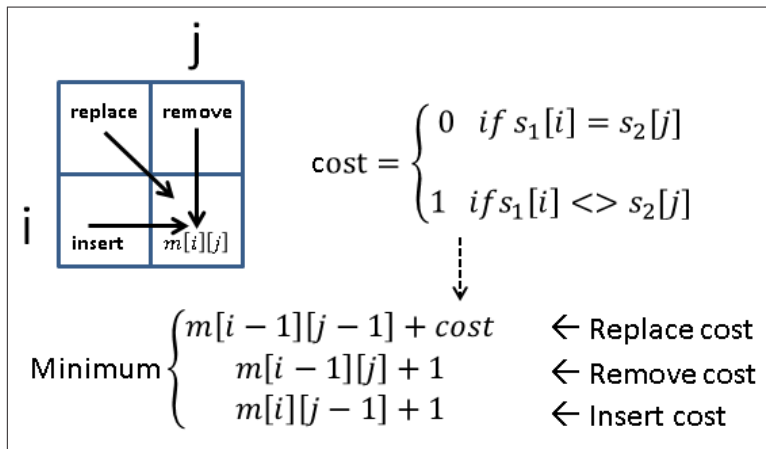 j
replace remove
i
insert m[i][j]
cost = { 0 if s₁[i] = s₂[j]
1 if s₁[i] <> s₂[j]
Minimum { m[i − 1][j − 1] + cost ← Replace cost
m[i − 1][j] + 1 ← Remove cost
m[i][j − 1] + 1 ← Insert cost